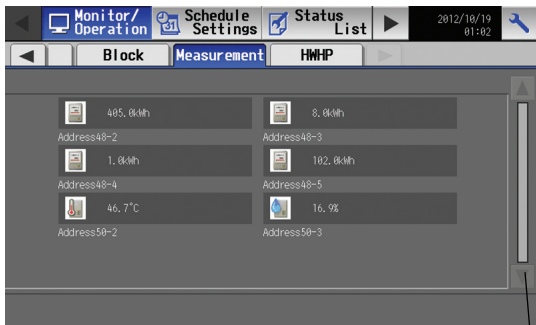 Monitor/
Operation
31
Schedule
Settings
Status
List
2012/10/19
01:02
Block
Measurement
HWHP
405.0kWh
8.0kWh
Address48-2
Address48-3
1.0kWh
102.0kWh
Address48-4
Address48-5
46.7°C
16.9%
Address50-2
Address50-3